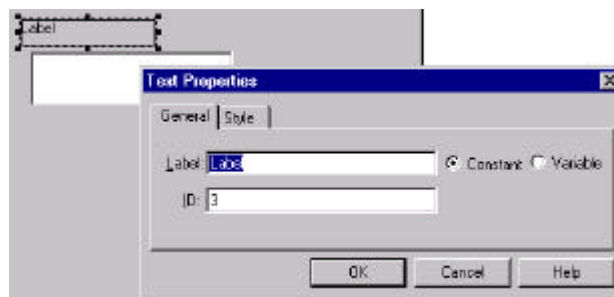 Label
Text Properties
General Style
Label: Label Constant Variable
ID: 3
OK Cancel Help